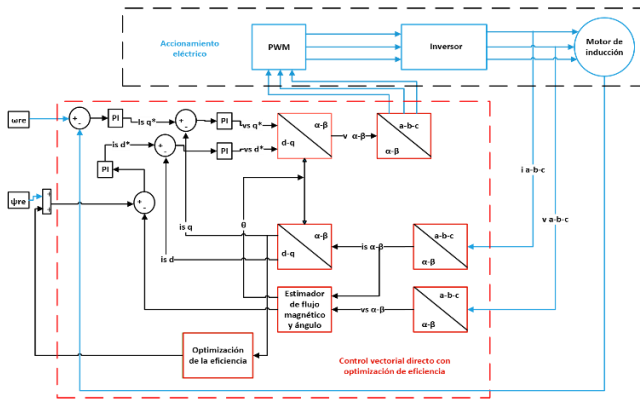 Accionamiento
eléctrico
PWM
Inversor
Motor de
inducción
ωre
+
-
PI
is q*
+
-
PI
vs q*
α-β
d-q
v α-β
a-b-c
α-β
is d*
+
-
PI
vs d*
PI
i a-b-c
ψre
+
+
+
-
v a-b-c
is q
θ
α-β
d-q
is α-β
a-b-c
α-β
is d
Estimador
de flujo
magnético
y ángulo
vs α-β
a-b-c
α-β
Optimización
de la eficiencia
Control vectorial directo con
optimización de eficiencia